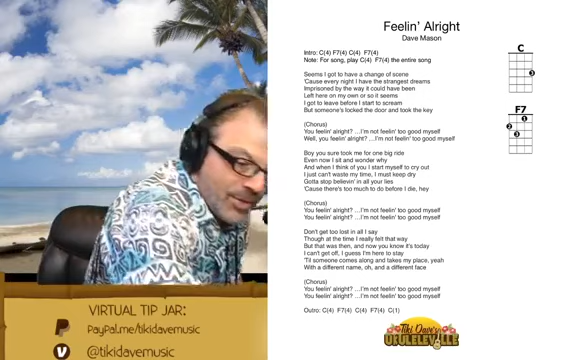 Feelin' Alright
Dave Mason
Intro: C(4) F7(4) C(4) F7(4)
Note: For song, play C(4) F7(4) the entire song
Seems I got to have a change of scene
'Cause every night I have the strangest dreams
Imprisoned by the way it could have been
Left here on my own or so it seems
I got to leave before I start to scream
But someone's locked the door and took the key
(Chorus)
You feelin' alright? …I'm not feelin' too good myself
Well, you feelin' alright? …I'm not feelin' too good myself
Boy you sure took me for one big ride
Even now I sit and wonder why
And when I think of you I start myself to cry out
I just can't waste my time, I must keep dry
Gotta stop believin' in all your lies
'Cause there's too much to do before I die, hey
(Chorus)
You feelin' alright? …I'm not feelin' too good myself
You feelin' alright? …I'm not feelin' too good myself
Don't get too lost in all I say
Though at the time I really felt that way
But that was then, and now you know it's today
I can't get off, I guess I'm here to stay
'Til someone comes along and takes my place, yeah
With a different name, oh, and a different face
(Chorus)
You feelin' alright? …I'm not feelin' too good myself
You feelin' alright? …I'm not feelin' too good myself
Outro: C(4) F7(4) C(4) F7(4) C(1)
C
3
F7
1
2
3
VIRTUAL TIP JAR:
PayPal.me/tikidavemusic
@tikidavemusic
Tiki Dave's
UKULELEVILLE